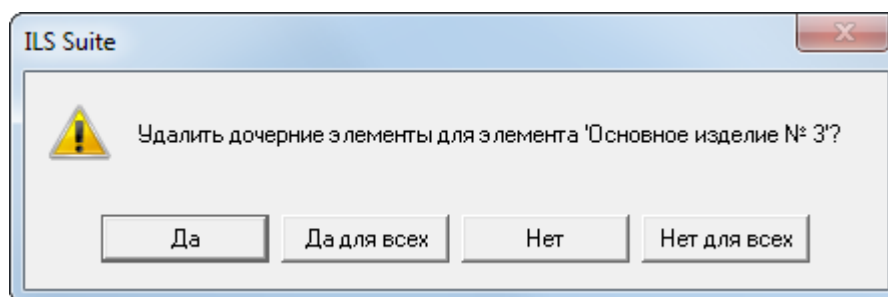 ILS Suite
Удалить дочерние элементы для элемента 'Основное изделие № 3'?
Да
Да для всех
Нет
Нет для всех